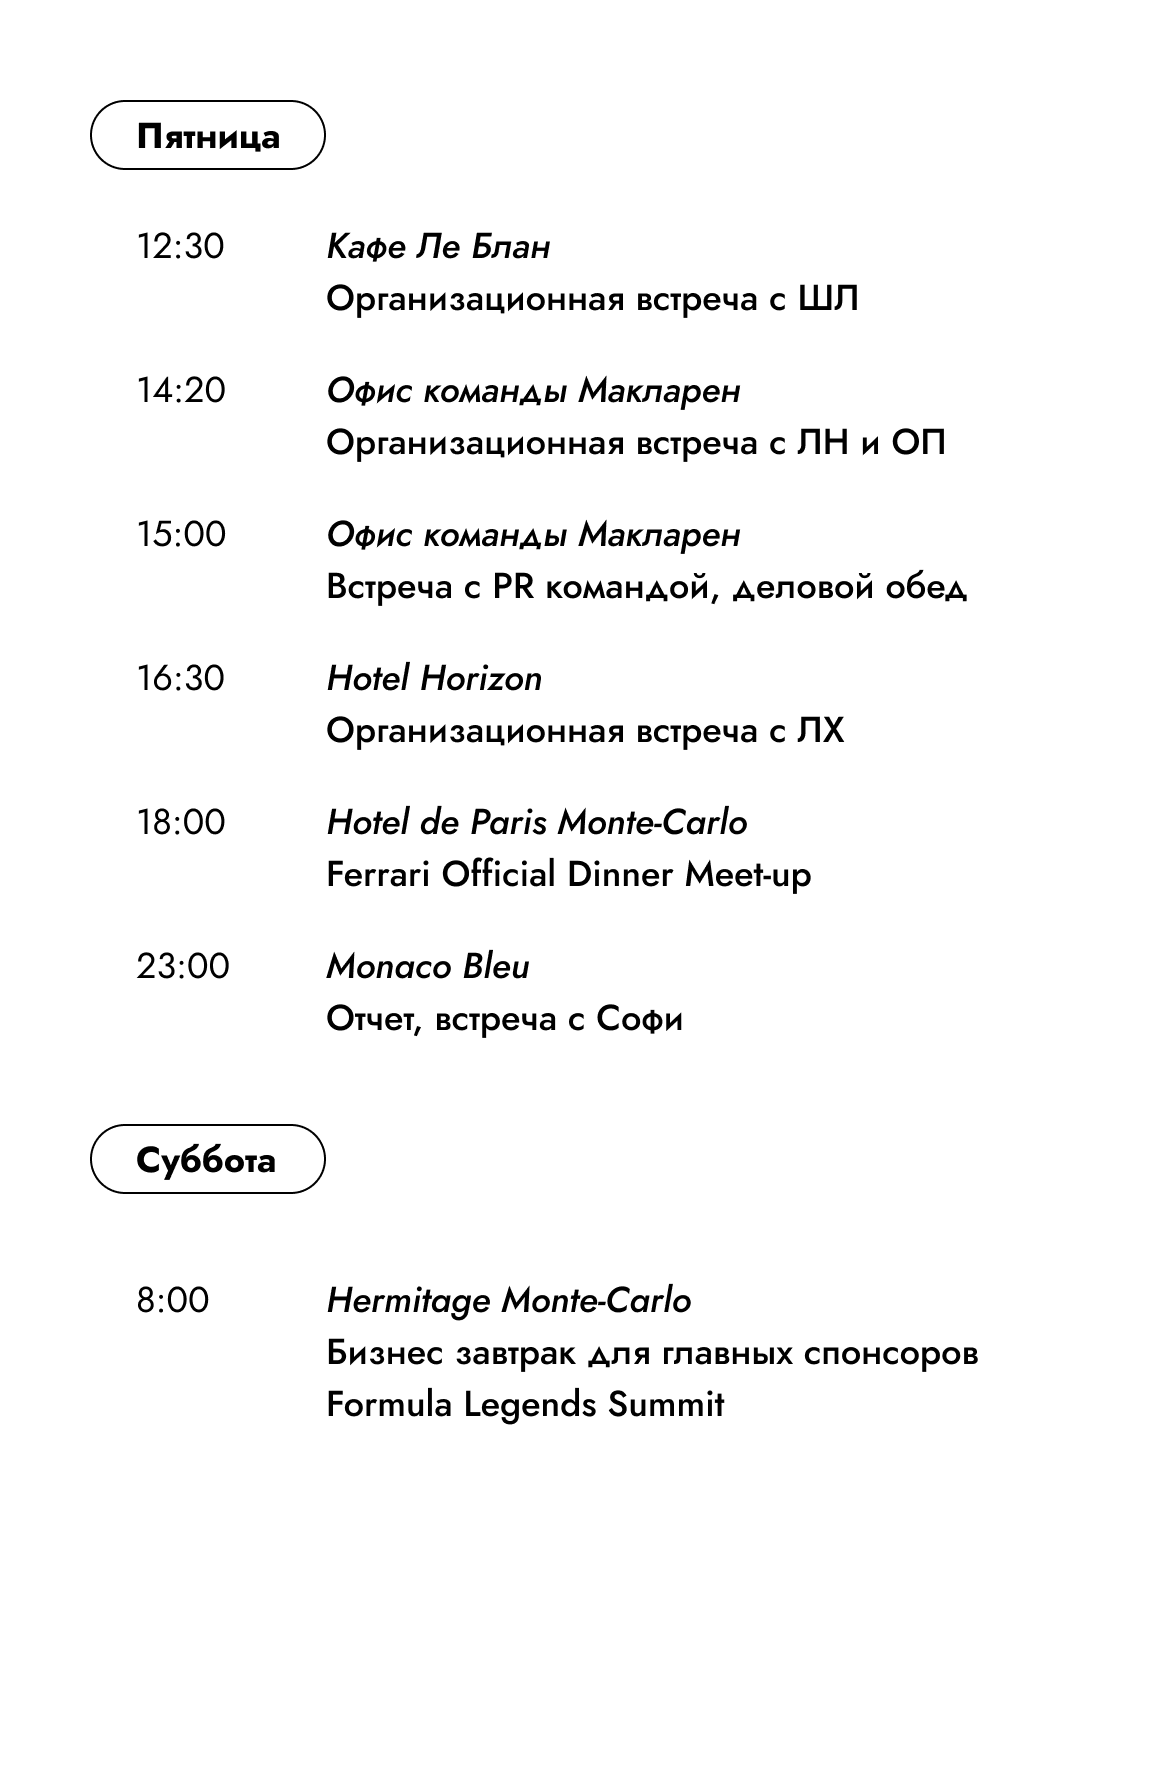 Пятница
12:30 Кафе Ле Блан
Организационная встреча с ШЛ
14:20 Офис команды Макларен
Организационная встреча с ЛН и ОП
15:00 Офис команды Макларен
Встреча с PR командой, деловой обед
16:30 Hotel Horizon
Организационная встреча с ЛХ
18:00 Hotel de Paris Monte-Carlo
Ferrari Official Dinner Meet-up
23:00 Monaco Bleu
Отчет, встреча с Софи
Суббота
8:00 Hermitage Monte-Carlo
Бизнес завтрак для главных спонсоров
Formula Legends Summit